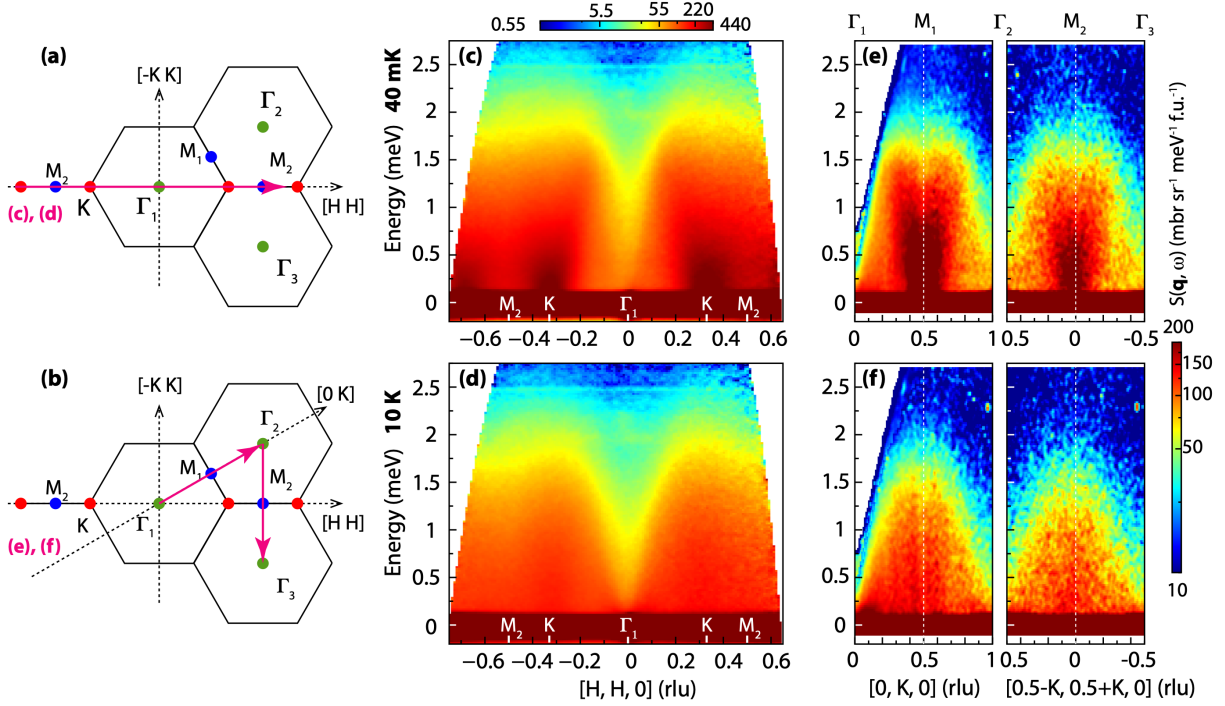 (a)
[-K K]
Γ2
M1
M2
M2
K
Γ1
[H H]
(c), (d)
Γ3
0.55 5.5 55 220 440
(c)
40 mK
Energy (meV)
2.5
2
1.5
1
0.5
0
M2 K Γ1 K M2
−0.6 −0.4 −0.2 0 0.2 0.4 0.6
Γ1 M1 Γ2 M2 Γ3
(e)
2.5
2
1.5
1
0.5
0
0 0.5 1 0.5 0 -0.5
S(q, ω) (mbr sr-1 meV-1 f.u.-1)
200
150
100
50
10
(b)
[-K K]
[0 K]
Γ2
M1
M2
M2
K
Γ1
[H H]
(e), (f)
Γ3
(d)
10 K
Energy (meV)
2.5
2
1.5
1
0.5
0
M2 K Γ1 K M2
−0.6 −0.4 −0.2 0 0.2 0.4 0.6
[H, H, 0] (rlu)
(f)
2.5
2
1.5
1
0.5
0
0 0.5 1 0.5 0 -0.5
[0, K, 0] (rlu) [0.5-K, 0.5+K, 0] (rlu)